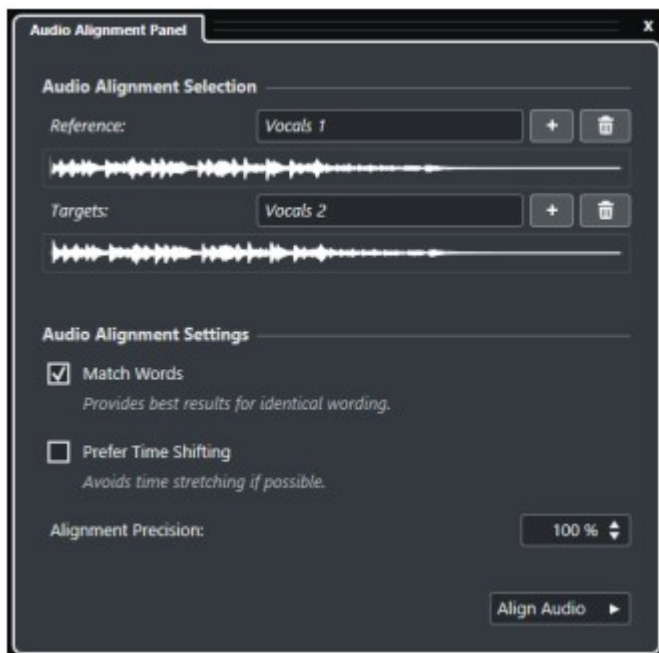 Audio Alignment Panel
x
Audio Alignment Selection
Reference: Vocals 1 +
Targets: Vocals 2 +
Audio Alignment Settings
Match Words
Provides best results for identical wording.
Prefer Time Shifting
Avoids time stretching if possible.
Alignment Precision: 100 %
Align Audio